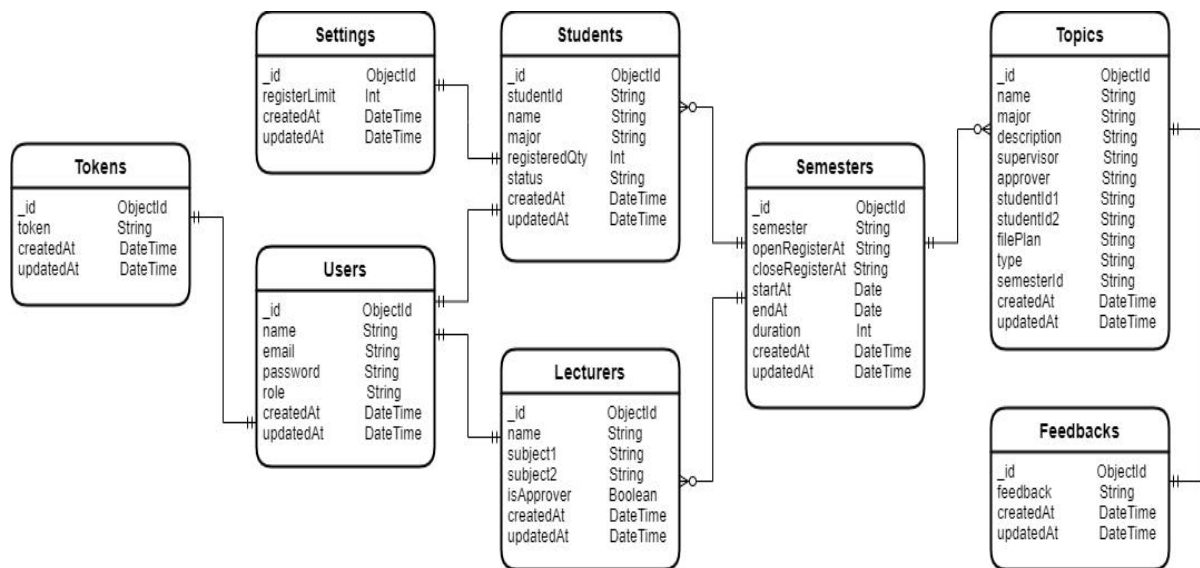 Settings
_id ObjectId
registerLimit Int
createdAt DateTime
updatedAt DateTime
Students
_id ObjectId
studentId String
name String
major String
registeredQty Int
status String
createdAt DateTime
updatedAt DateTime
Topics
_id ObjectId
name String
major String
description String
supervisor String
approver String
studentId1 String
studentId2 String
filePlan String
type String
semesterId String
createdAt DateTime
updatedAt DateTime
Tokens
_id ObjectId
token String
createdAt DateTime
updatedAt DateTime
Semesters
_id ObjectId
semester String
openRegisterAt String
closeRegisterAt String
startAt Date
endAt Date
duration Int
createdAt DateTime
updatedAt DateTime
Users
_id ObjectId
name String
email String
password String
role String
createdAt DateTime
updatedAt DateTime
Lecturers
_id ObjectId
name String
subject1 String
subject2 String
isApprover Boolean
createdAt DateTime
updatedAt DateTime
Feedbacks
_id ObjectId
feedback String
createdAt DateTime
updatedAt DateTime